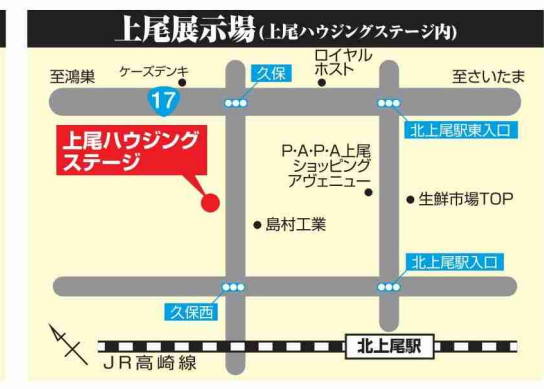 上尾展示場(上尾ハウジングステージ内)
至鴻巣
ケーズデンキ
久保
ロイヤル
ホスト
至さいたま
17
北上尾駅東入口
上尾ハウジング
ステージ
P・A・P・A上尾
ショッピング
アヴェニュー
生鮮市場TOP
島村工業
北上尾駅入口
久保西
北上尾駅
JR高崎線